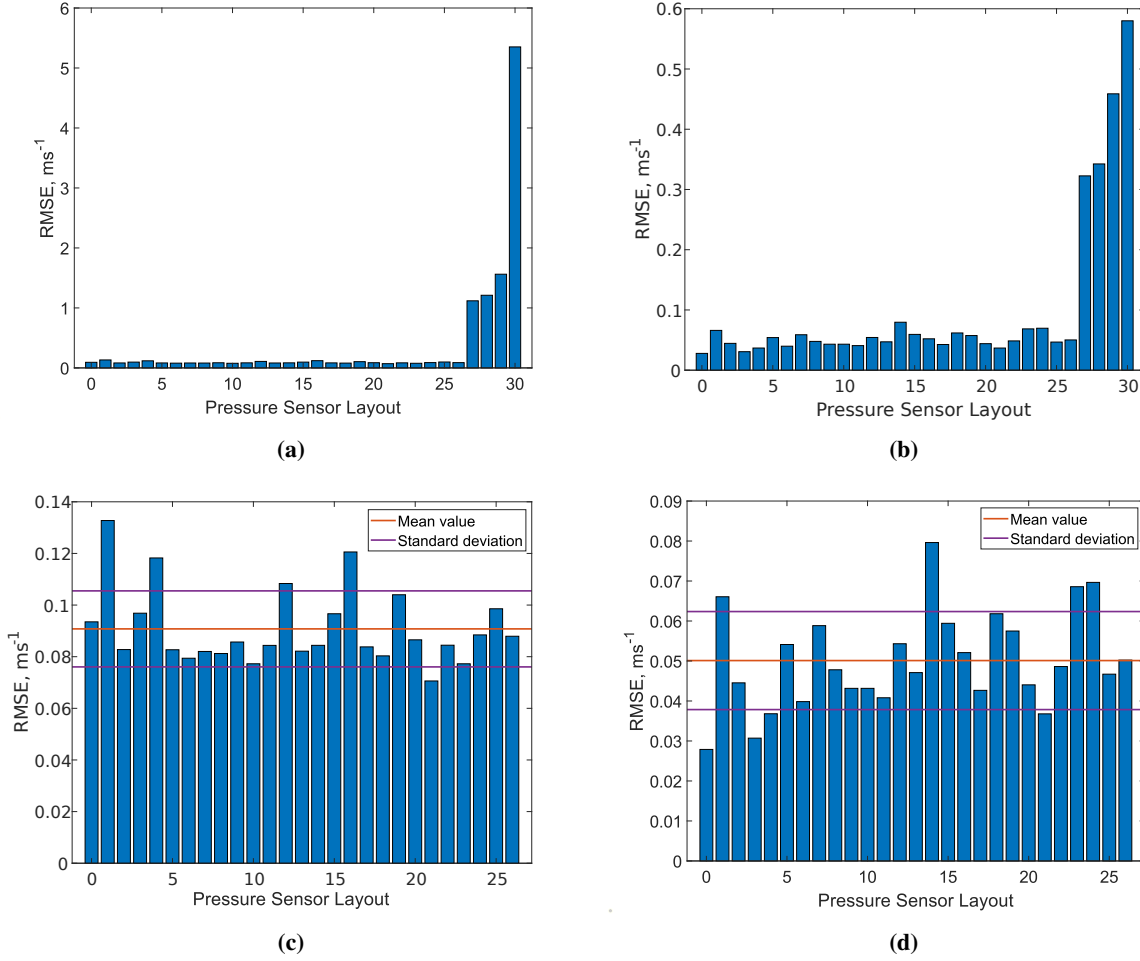 6
5
4
3
2
1
0
RMSE, ms-1
0 5 10 15 20 25 30
Pressure Sensor Layout
(a)
0.6
0.5
0.4
0.3
0.2
0.1
0
RMSE, ms-1
0 5 10 15 20 25 30
Pressure Sensor Layout
(b)
0.14
0.12
0.1
0.08
0.06
0.04
0.02
0
RMSE, ms-1
Mean value
Standard deviation
0 5 10 15 20 25
Pressure Sensor Layout
(c)
0.09
0.08
0.07
0.06
0.05
0.04
0.03
0.02
0.01
0
RMSE, ms-1
Mean value
Standard deviation
0 5 10 15 20 25
Pressure Sensor Layout
(d)